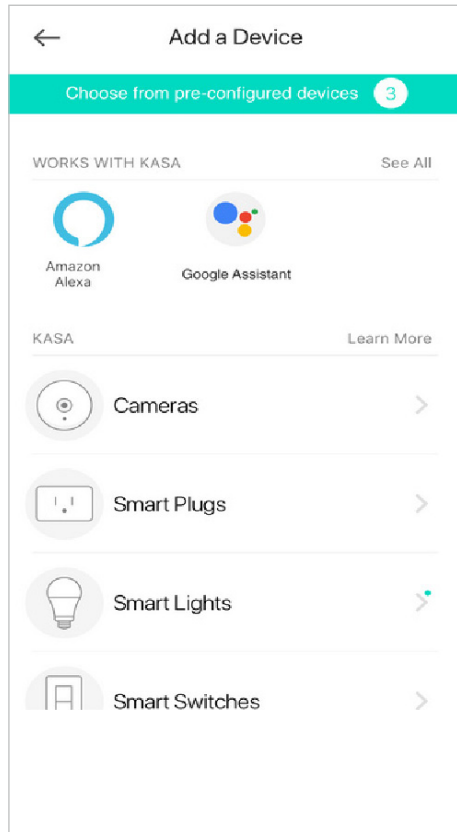 Add a Device
Choose from pre-configured devices 3
WORKS WITH KASA See All
Amazon
Alexa
Google Assistant
KASA Learn More
Cameras
Smart Plugs
Smart Lights
Smart Switches